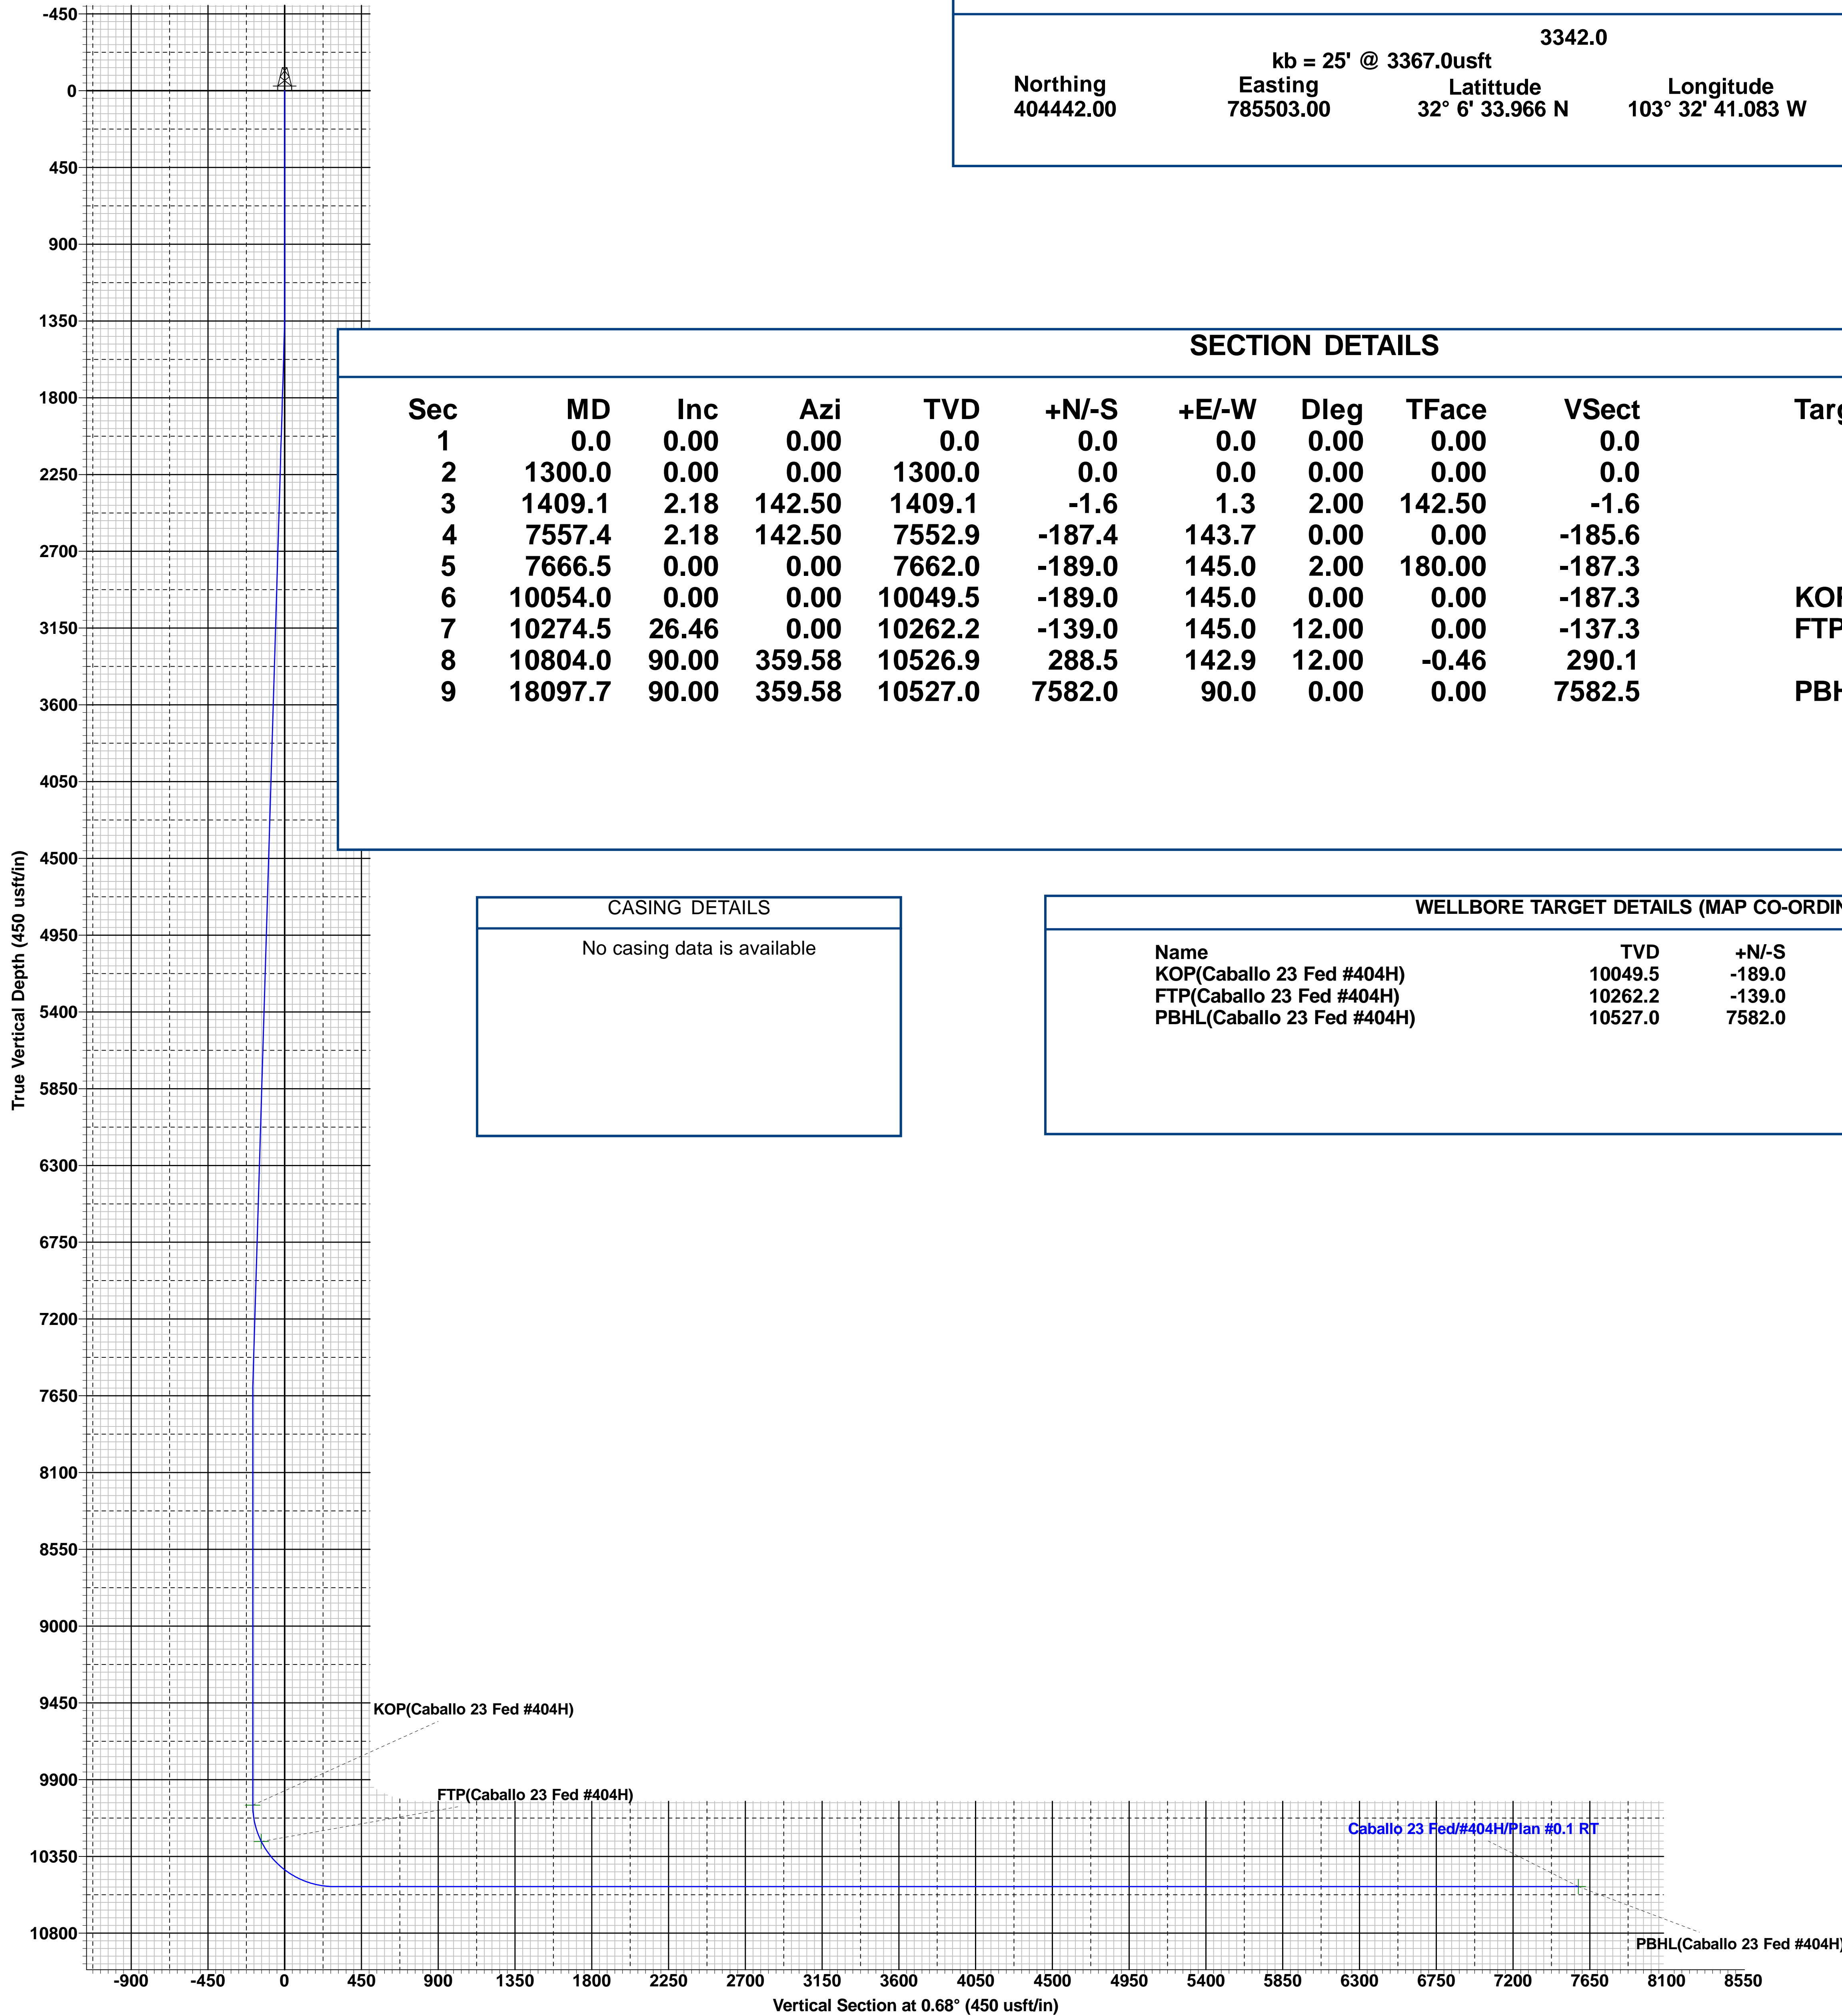 3342.0
kb = 25' @ 3367.0usft
Northing Easting Latittude Longitude
404442.00 785503.00 32° 6' 33.966 N 103° 32' 41.083 W
-450
0
450
900
1350
1800
2250
2700
3150
3600
4050
4500
4950
5400
5850
6300
6750
7200
7650
8100
8550
9000
9450
9900
10350
10800
True Vertical Depth (450 usft/in)
SECTION DETAILS
Sec MD Inc Azi TVD +N/-S +E/-W Dleg TFace VSect Targ
1 0.0 0.00 0.00 0.0 0.0 0.0 0.00 0.00 0.0
2 1300.0 0.00 0.00 1300.0 0.0 0.0 0.00 0.00 0.0
3 1409.1 2.18 142.50 1409.1 -1.6 1.3 2.00 142.50 -1.6
4 7557.4 2.18 142.50 7552.9 -187.4 143.7 0.00 0.00 -185.6
5 7666.5 0.00 0.00 7662.0 -189.0 145.0 2.00 180.00 -187.3
6 10054.0 0.00 0.00 10049.5 -189.0 145.0 0.00 0.00 -187.3 KOP
7 10274.5 26.46 0.00 10262.2 -139.0 145.0 12.00 0.00 -137.3 FTP
8 10804.0 90.00 359.58 10526.9 288.5 142.9 12.00 -0.46 290.1
9 18097.7 90.00 359.58 10527.0 7582.0 90.0 0.00 0.00 7582.5 PBH
CASING DETAILS
No casing data is available
WELLBORE TARGET DETAILS (MAP CO-ORDIN
Name TVD +N/-S
KOP(Caballo 23 Fed #404H) 10049.5 -189.0
FTP(Caballo 23 Fed #404H) 10262.2 -139.0
PBHL(Caballo 23 Fed #404H) 10527.0 7582.0
KOP(Caballo 23 Fed #404H)
FTP(Caballo 23 Fed #404H)
Caballo 23 Fed/#404H/Plan #0.1 RT
PBHL(Caballo 23 Fed #404H)
-900 -450 0 450 900 1350 1800 2250 2700 3150 3600 4050 4500 4950 5400 5850 6300 6750 7200 7650 8100 8550
Vertical Section at 0.68° (450 usft/in)